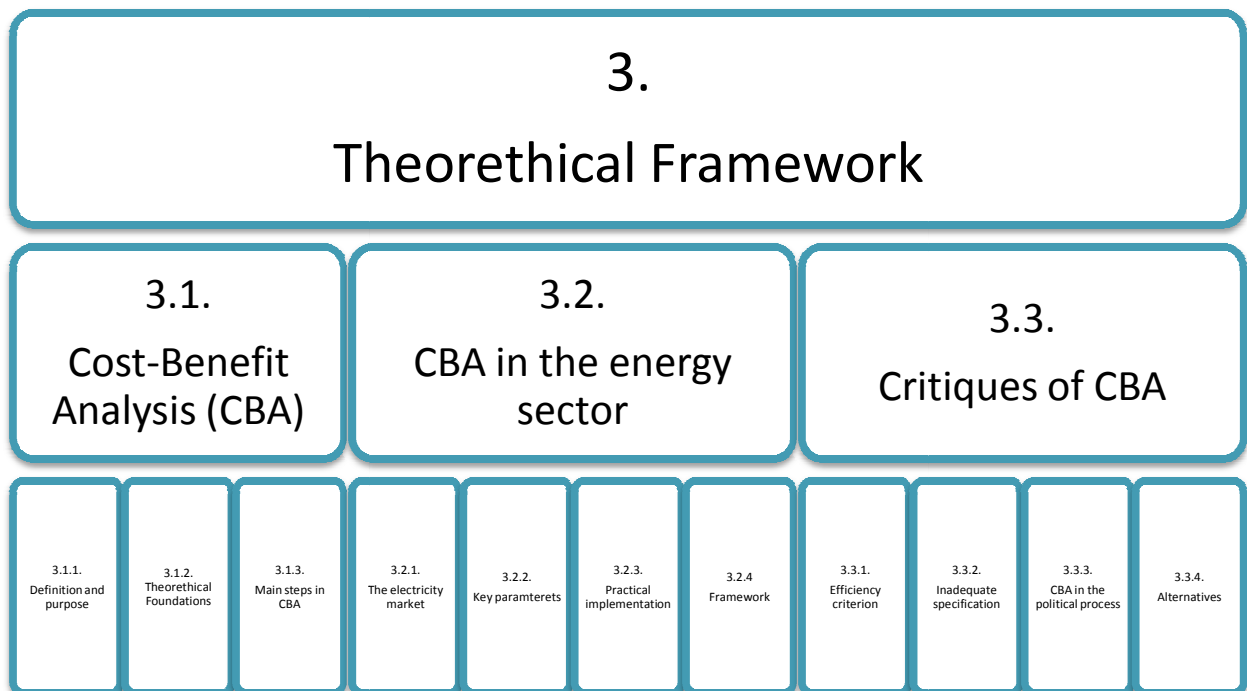 3.
Theorethical Framework
3.1.
Cost-Benefit
Analysis (CBA)
3.2.
CBA in the energy
sector
3.3.
Critiques of CBA
3.1.1.
Definition and
purpose
3.1.2.
Theorethical
Foundations
3.1.3.
Main steps in
CBA
3.2.1.
The electricity
market
3.2.2.
Key paramterets
3.2.3.
Practical
implementation
3.2.4
Framework
3.3.1.
Efficiency
criterion
3.3.2.
Inadequate
specification
3.3.3.
CBA in the
political process
3.3.4.
Alternatives